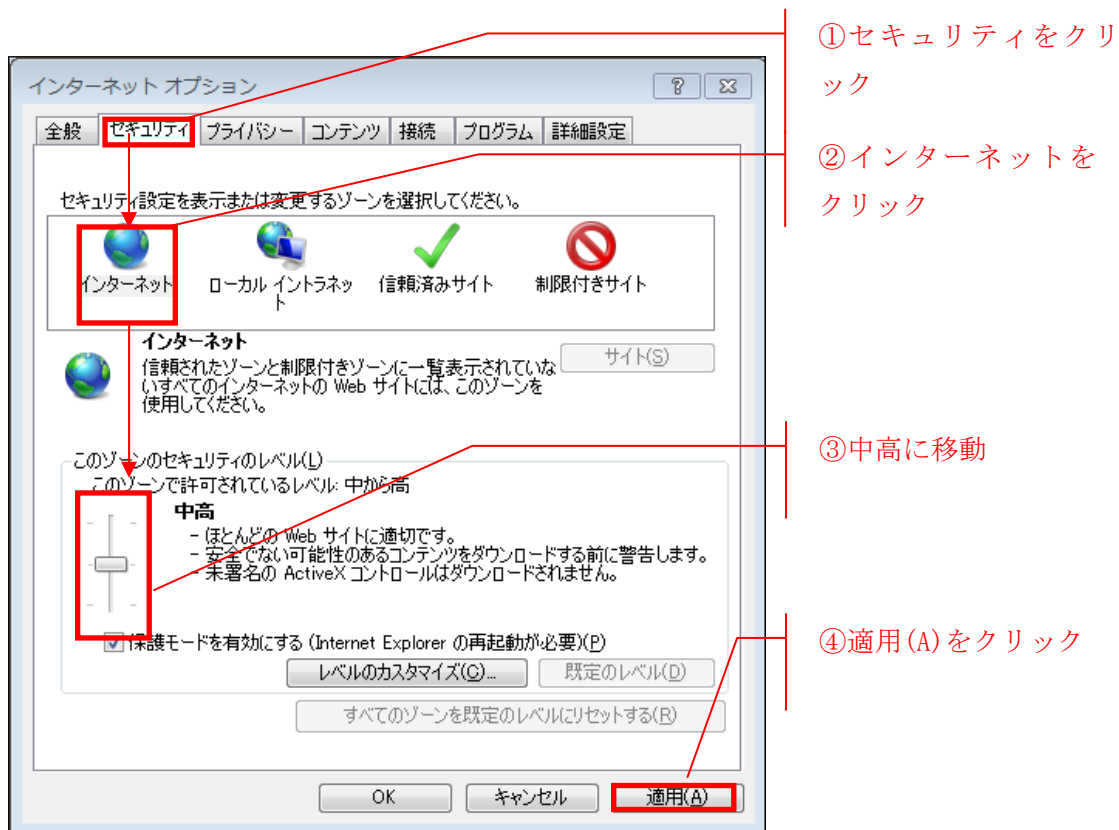 ①セキュリティをクリ
ック
②インターネットを
クリック
③中高に移動
④適用(A)をクリック
インターネット オプション
全般 セキュリティ プライバシー コンテンツ 接続 プログラム 詳細設定
セキュリティ設定を表示または変更するゾーンを選択してください。
インターネット
ローカル イントラネッ
ト
信頼済みサイト
制限付きサイト
インターネット
信頼されたゾーンと制限付きゾーンに一覧表示されていな
いすべてのインターネットの Web サイトには、このゾーンを
使用してください。
サイト(S)
このゾーンのセキュリティのレベル(L)
このゾーンで許可されているレベル: 中から高
中高
- ほとんどの Web サイトに適切です。
- 安全でない可能性のあるコンテンツをダウンロードする前に警告します。
- 未署名の ActiveX コントロールはダウンロードされません。
保護モードを有効にする (Internet Explorer の再起動が必要)(P)
レベルのカスタマイズ(C)... 既定のレベル(D)
すべてのゾーンを既定のレベルにリセットする(R)
OK キャンセル 適用(A)